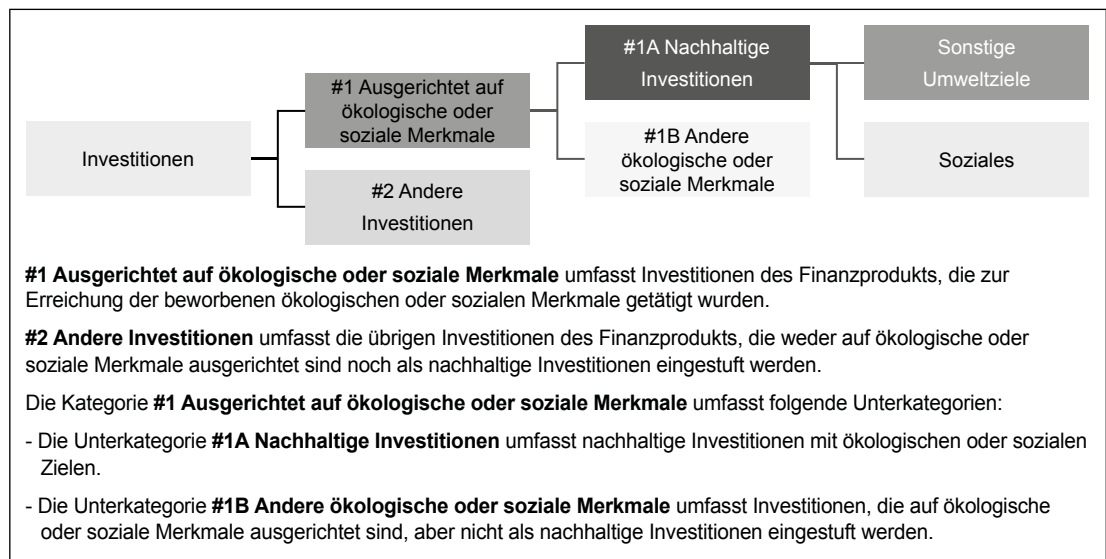 #1A Nachhaltige
Investitionen
Sonstige
Umweltziele
#1 Ausgerichtet auf
ökologische oder
soziale Merkmale
Investitionen
#1B Andere
ökologische oder
soziale Merkmale
Soziales
#2 Andere
Investitionen
#1 Ausgerichtet auf ökologische oder soziale Merkmale umfasst Investitionen des Finanzprodukts, die zur
Erreichung der beworbenen ökologischen oder sozialen Merkmale getätigt wurden.
#2 Andere Investitionen umfasst die übrigen Investitionen des Finanzprodukts, die weder auf ökologische oder
soziale Merkmale ausgerichtet sind noch als nachhaltige Investitionen eingestuft werden.
Die Kategorie #1 Ausgerichtet auf ökologische oder soziale Merkmale umfasst folgende Unterkategorien:
- Die Unterkategorie #1A Nachhaltige Investitionen umfasst nachhaltige Investitionen mit ökologischen oder sozialen
Zielen.
- Die Unterkategorie #1B Andere ökologische oder soziale Merkmale umfasst Investitionen, die auf ökologische
oder soziale Merkmale ausgerichtet sind, aber nicht als nachhaltige Investitionen eingestuft werden.